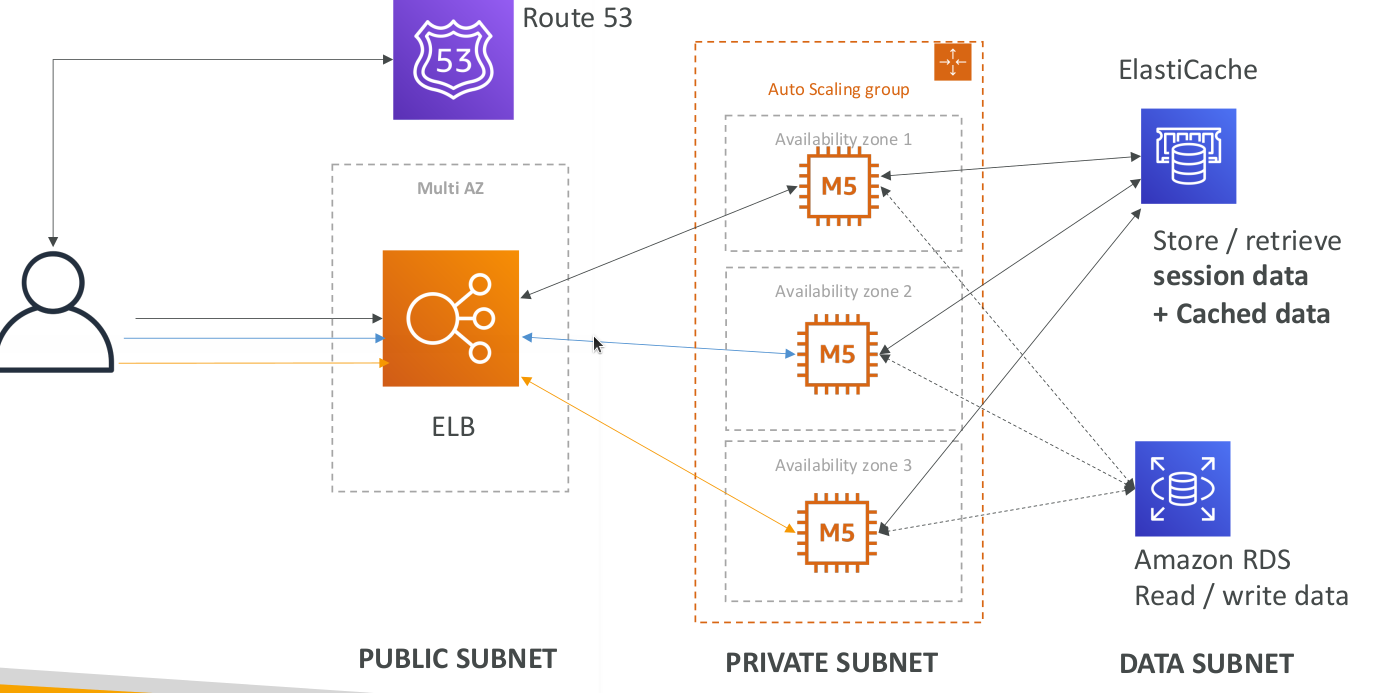 Route 53
53
ElastiCache
Auto Scaling group
Availability zone 1
M5
Multi AZ
Store / retrieve
session data
+ Cached data
Availability zone 2
M5
ELB
Availability zone 3
M5
Amazon RDS
Read / write data
PUBLIC SUBNET
PRIVATE SUBNET
DATA SUBNET